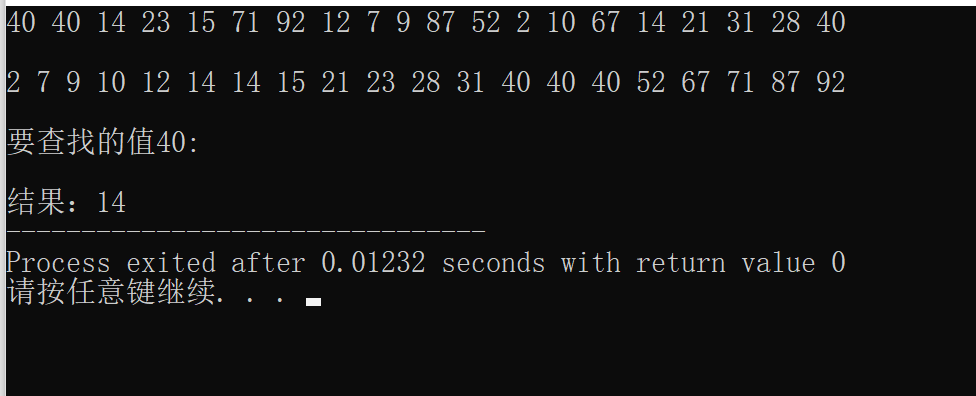 40 40 14 23 15 71 92 12 7 9 87 52 2 10 67 14 21 31 28 40
2 7 9 10 12 14 14 15 21 23 28 31 40 40 40 52 67 71 87 92
要查找的值40:
结果：14
--------------------------------
Process exited after 0.01232 seconds with return value 0
请按任意键继续. . .